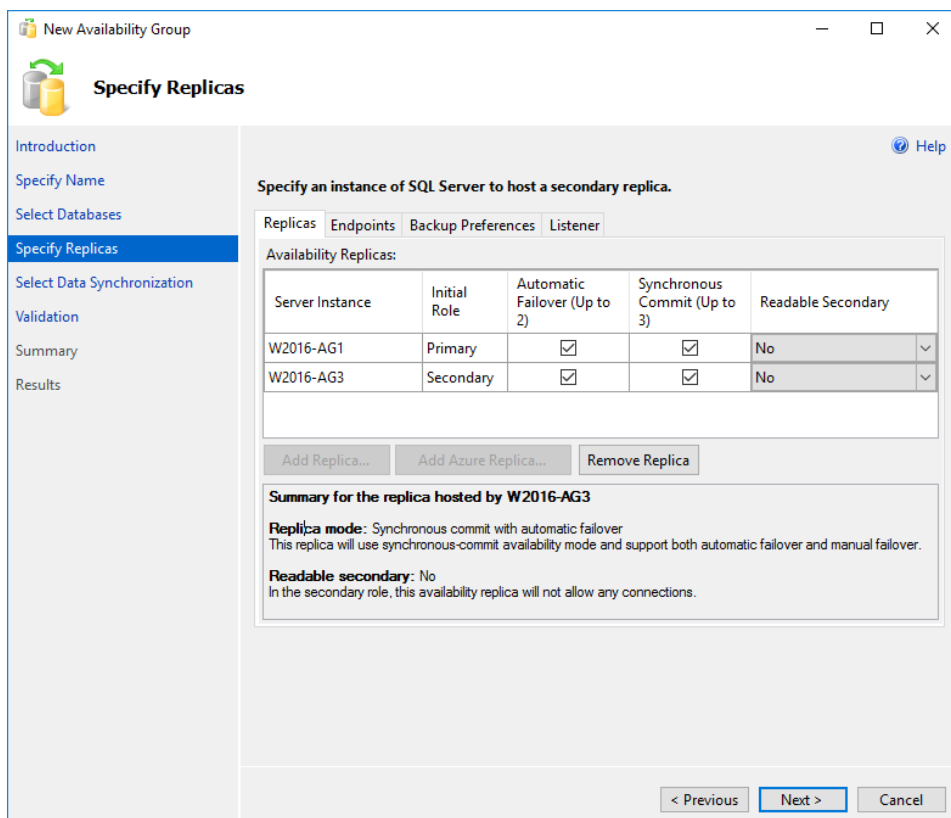 New Availability Group
Specify Replicas
Introduction
Specify Name
Select Databases
Specify Replicas
Select Data Synchronization
Validation
Summary
Results
Help
Specify an instance of SQL Server to host a secondary replica.
Replicas Endpoints Backup Preferences Listener
Availability Replicas:
Server Instance
Initial
Role
Automatic
Failover (Up to
2)
Synchronous
Commit (Up to
3)
Readable Secondary
W2016-AG1 Primary No
W2016-AG3 Secondary No
Add Replica... Add Azure Replica... Remove Replica
Summary for the replica hosted by W2016-AG3
Replica mode: Synchronous commit with automatic failover
This replica will use synchronous-commit availability mode and support both automatic failover and manual failover.
Readable secondary: No
In the secondary role, this availability replica will not allow any connections.
< Previous Next > Cancel